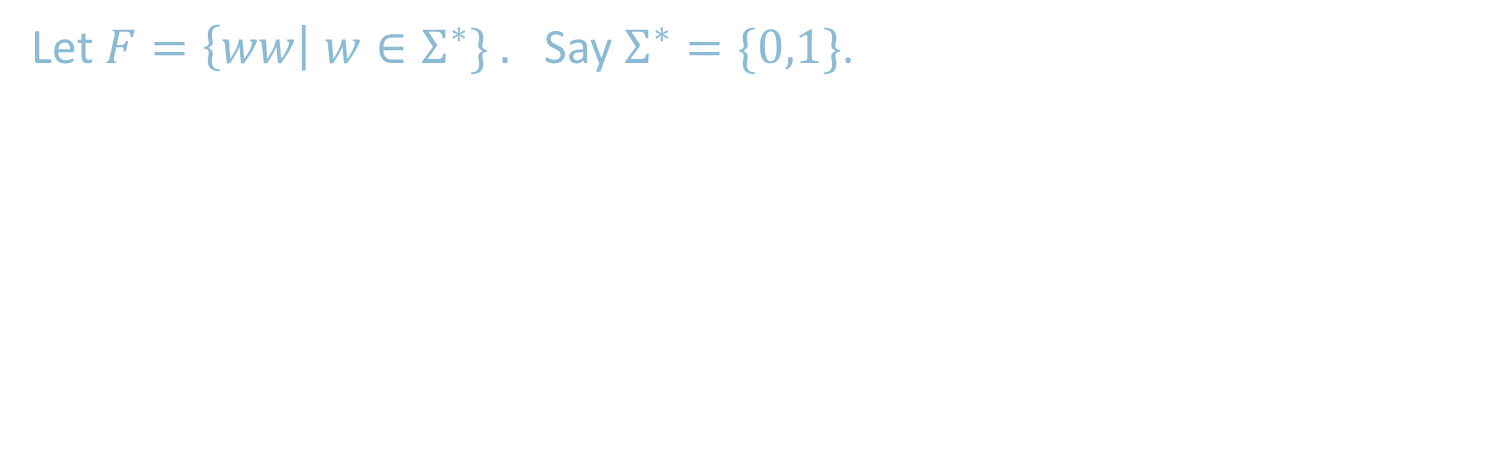 Let 𝐹 = {𝑤𝑤| 𝑤 ∈ Σ*} . Say Σ* = {0,1}.